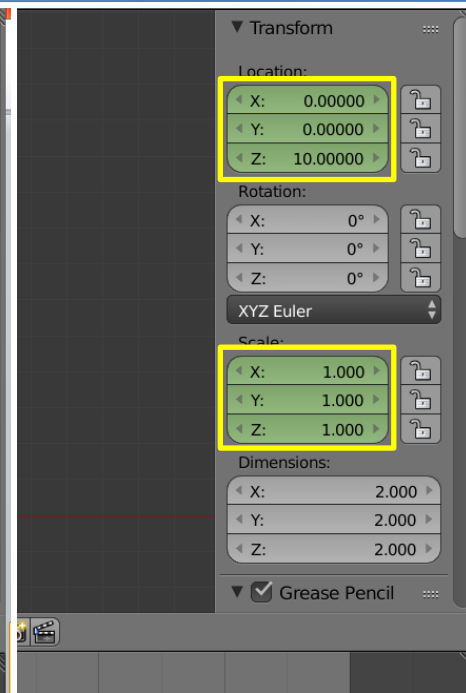 Transform
Location:
X: 0.00000
Y: 0.00000
Z: 10.00000
Rotation:
X: 0°
Y: 0°
Z: 0°
XYZ Euler
Scale:
X: 1.000
Y: 1.000
Z: 1.000
Dimensions:
X: 2.000
Y: 2.000
Z: 2.000
Grease Pencil